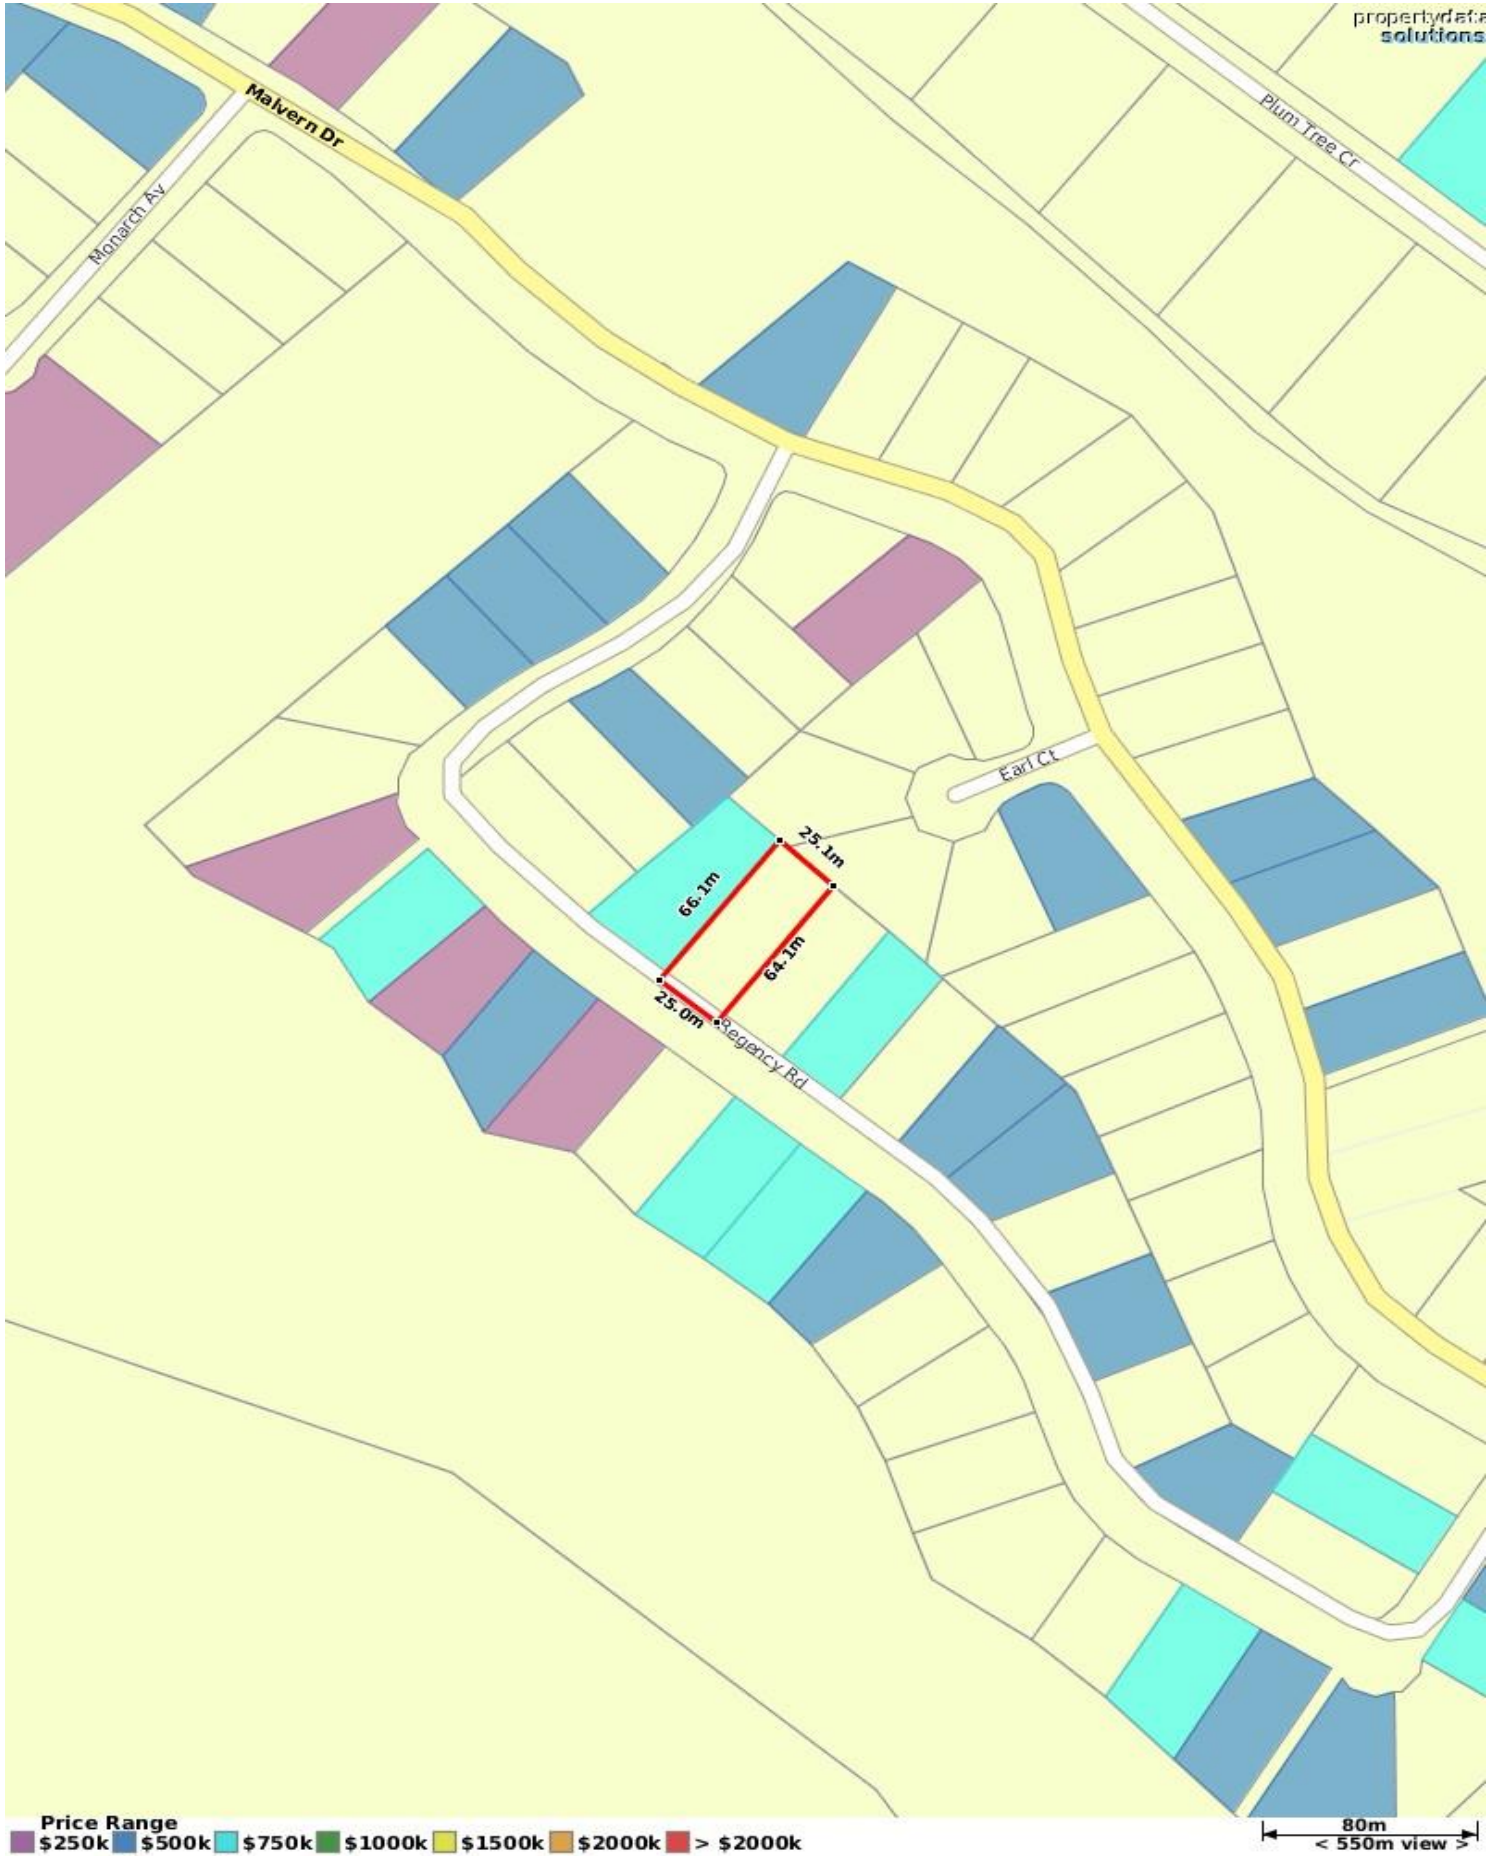 propertydata
solutions
Plum Tree Cr
Malvern Dr
Monarch Av
Earl Ct
25.1m
66.1m
64.1m
25.0m
Regency Rd
Price Range
$250k $500k $750k $1000k $1500k $2000k > $2000k
80m
< 550m view >